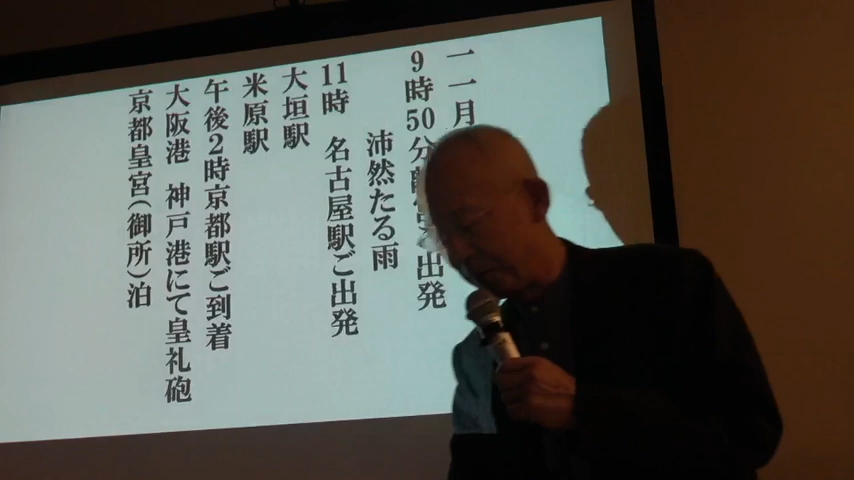 一一月
9時50分離宮ご出発
沛然たる雨
11時 名古屋駅ご出発
大垣駅
米原駅
午後2時京都駅ご到着
大阪港 神戸港にて皇礼砲
京都皇宮(御所)泊